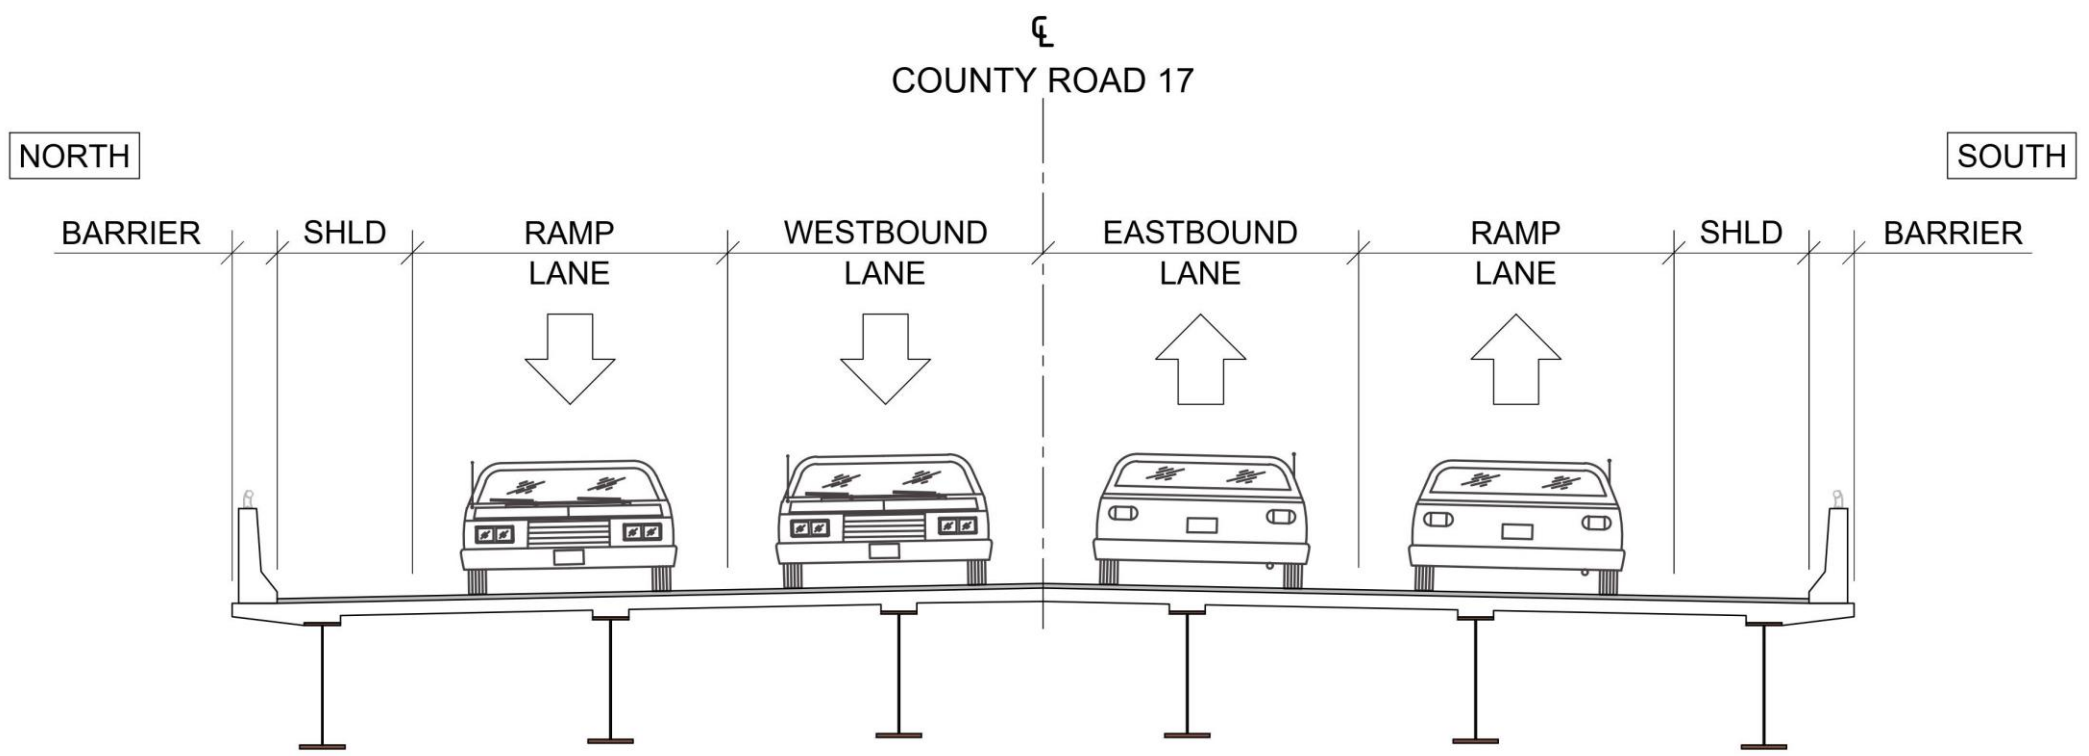 ℄
COUNTY ROAD 17
NORTH
SOUTH
BARRIER
SHLD
RAMP
LANE
WESTBOUND
LANE
EASTBOUND
LANE
RAMP
LANE
SHLD
BARRIER